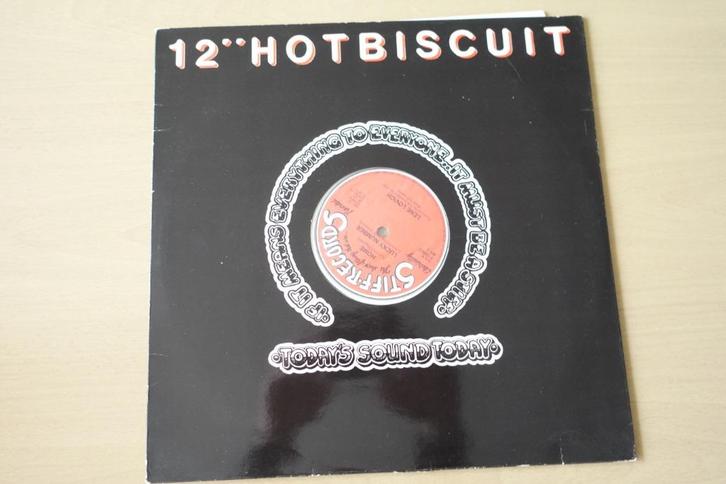 12" HOTBISCUIT
IF IT MEANS EVERYTHING TO EVERYONE...IT MUST BE A STIFF.
STIFF·RECORDS
LUCKY NUMBER
LENE LOVICH
HOME
•TODAY'S SOUND TODAY•